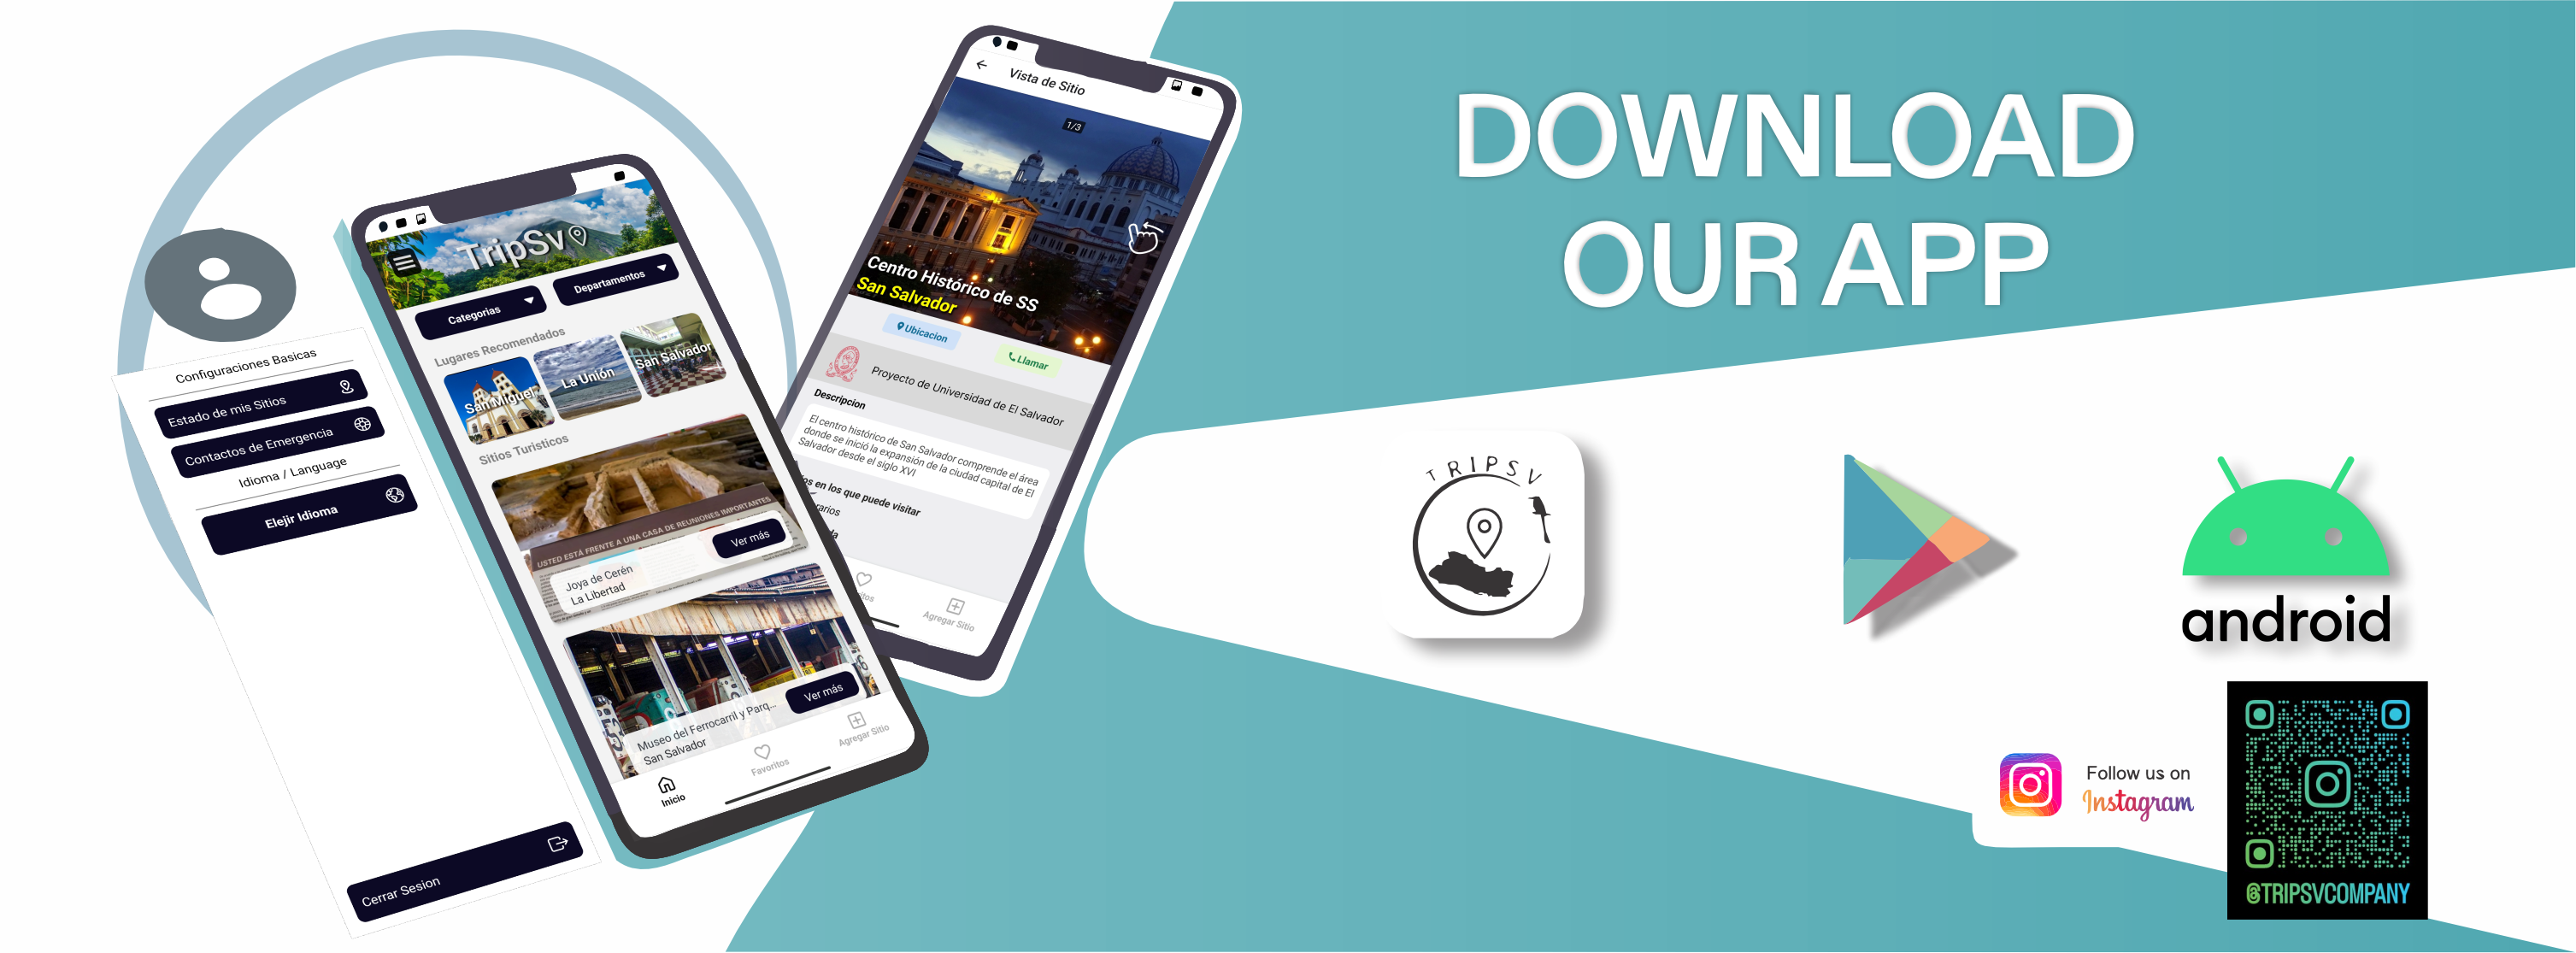 Configuraciones Basicas
Estado de mis Sitios
Contactos de Emergencia
Idioma / Language
Elejir Idioma
Cerrar Sesion
TripSv
Categorias
Departamentos
Lugares Recomendados
San Miguel
La Unión
San Salvador
Sitios Turisticos
USTED ESTÁ FRENTE A UNA CASA DE REUNIONES IMPORTANTES
Ver más
Joya de Cerén
La Libertad
Ver más
Museo del Ferrocarril y Parq...
San Salvador
Inicio
Favoritos
Agregar Sitio
Vista de Sitio
1/3
Centro Histórico de SS
San Salvador
Ubicacion
Llamar
Proyecto de Universidad de El Salvador
Descripcion
El centro histórico de San Salvador comprende el área
donde se inició la expansión de la ciudad capital de El
Salvador desde el siglo XVI
en los que puede visitar
Agregar Sitio
DOWNLOAD
OUR APP
TRIPSV
android
Follow us on
Instagram
@TRIPSVCOMPANY